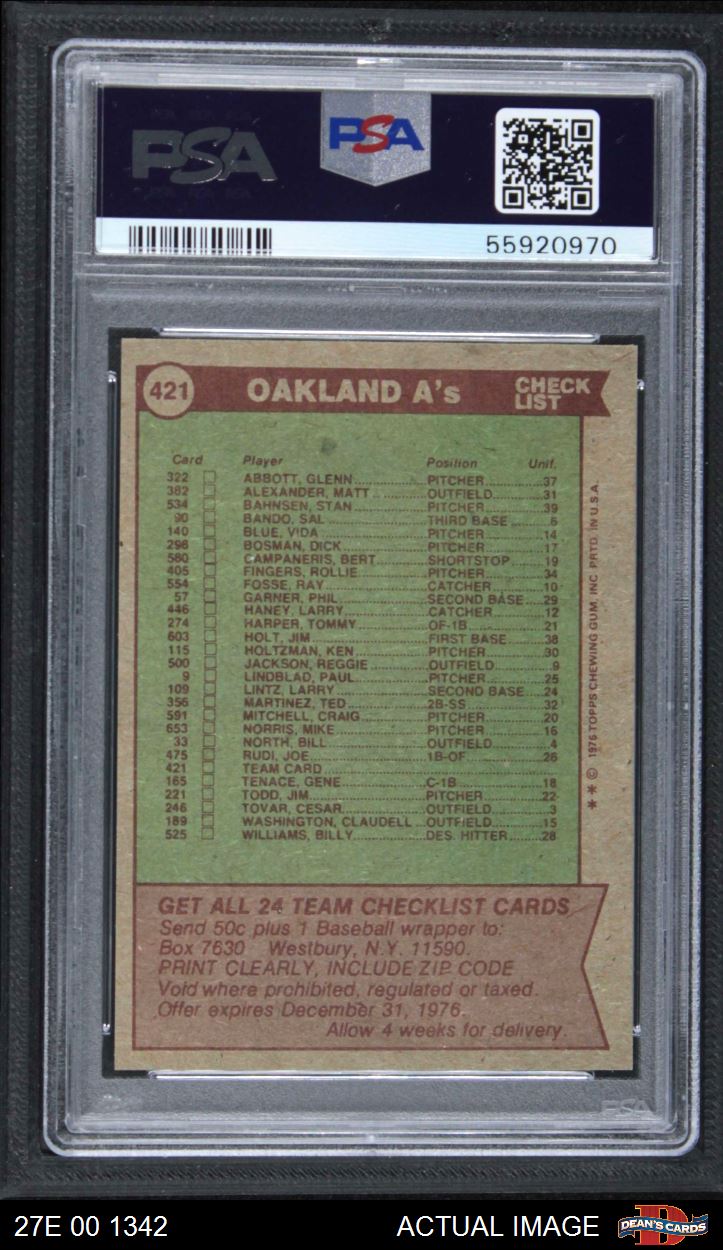 PSA
PSA
55920970
421 OAKLAND A's CHECK LIST
Card Player Position Unif.
322 ABBOTT, GLENN PITCHER 37
382 ALEXANDER, MATT OUTFIELD 31
534 BAHNSEN, STAN PITCHER 39
90 BANDO, SAL THIRD BASE 6
140 BLUE, VIDA PITCHER 14
298 BOSMAN, DICK PITCHER 17
580 CAMPANERIS, BERT SHORTSTOP 19
405 FINGERS, ROLLIE PITCHER 34
554 FOSSE, RAY CATCHER 10
57 GARNER, PHIL SECOND BASE 29
446 HANEY, LARRY CATCHER 12
274 HARPER, TOMMY OF-1B 21
603 HOLT, JIM FIRST BASE 38
115 HOLTZMAN, KEN PITCHER 30
500 JACKSON, REGGIE OUTFIELD 9
9 LINDBLAD, PAUL PITCHER 25
109 LINTZ, LARRY SECOND BASE 24
356 MARTINEZ, TED 2B-SS 32
591 MITCHELL, CRAIG PITCHER 20
653 NORRIS, MIKE PITCHER 16
33 NORTH, BILL OUTFIELD 4
475 RUDI, JOE 1B-OF 26
421 TEAM CARD
165 TENACE, GENE C-1B 18
221 TODD, JIM PITCHER 22
246 TOVAR, CESAR OUTFIELD 3
189 WASHINGTON, CLAUDELL OUTFIELD 15
525 WILLIAMS, BILLY DES. HITTER 28
** © 1976 TOPPS CHEWING GUM, INC. PRTD. IN U.S.A.
GET ALL 24 TEAM CHECKLIST CARDS
Send 50c plus 1 Baseball wrapper to:
Box 7630 Westbury, N.Y. 11590.
PRINT CLEARLY, INCLUDE ZIP CODE
Void where prohibited, regulated or taxed.
Offer expires December 31, 1976.
Allow 4 weeks for delivery.
PSA
27E 00 1342 ACTUAL IMAGE DEAN'S CARDS